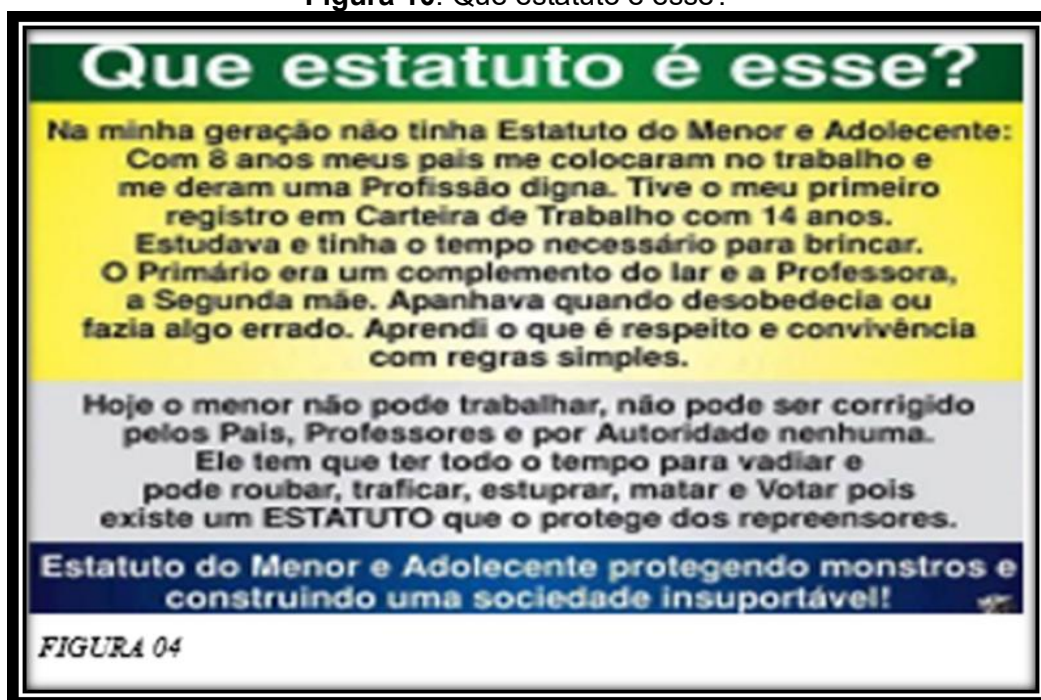 Figura 10. Que estatuto é esse?
Que estatuto é esse?
Na minha geração não tinha Estatuto do Menor e Adolecente:
Com 8 anos meus pais me colocaram no trabalho e
me deram uma Profissão digna. Tive o meu primeiro
registro em Carteira de Trabalho com 14 anos.
Estudava e tinha o tempo necessário para brincar.
O Primário era um complemento do lar e a Professora,
a Segunda mãe. Apanhava quando desobedecia ou
fazia algo errado. Aprendi o que é respeito e convivência
com regras simples.
Hoje o menor não pode trabalhar, não pode ser corrigido
pelos Pais, Professores e por Autoridade nenhuma.
Ele tem que ter todo o tempo para vadiar e
pode roubar, traficar, estuprar, matar e Votar pois
existe um ESTATUTO que o protege dos repreensores.
Estatuto do Menor e Adolecente protegendo monstros e
construindo uma sociedade insuportável!
FIGURA 04